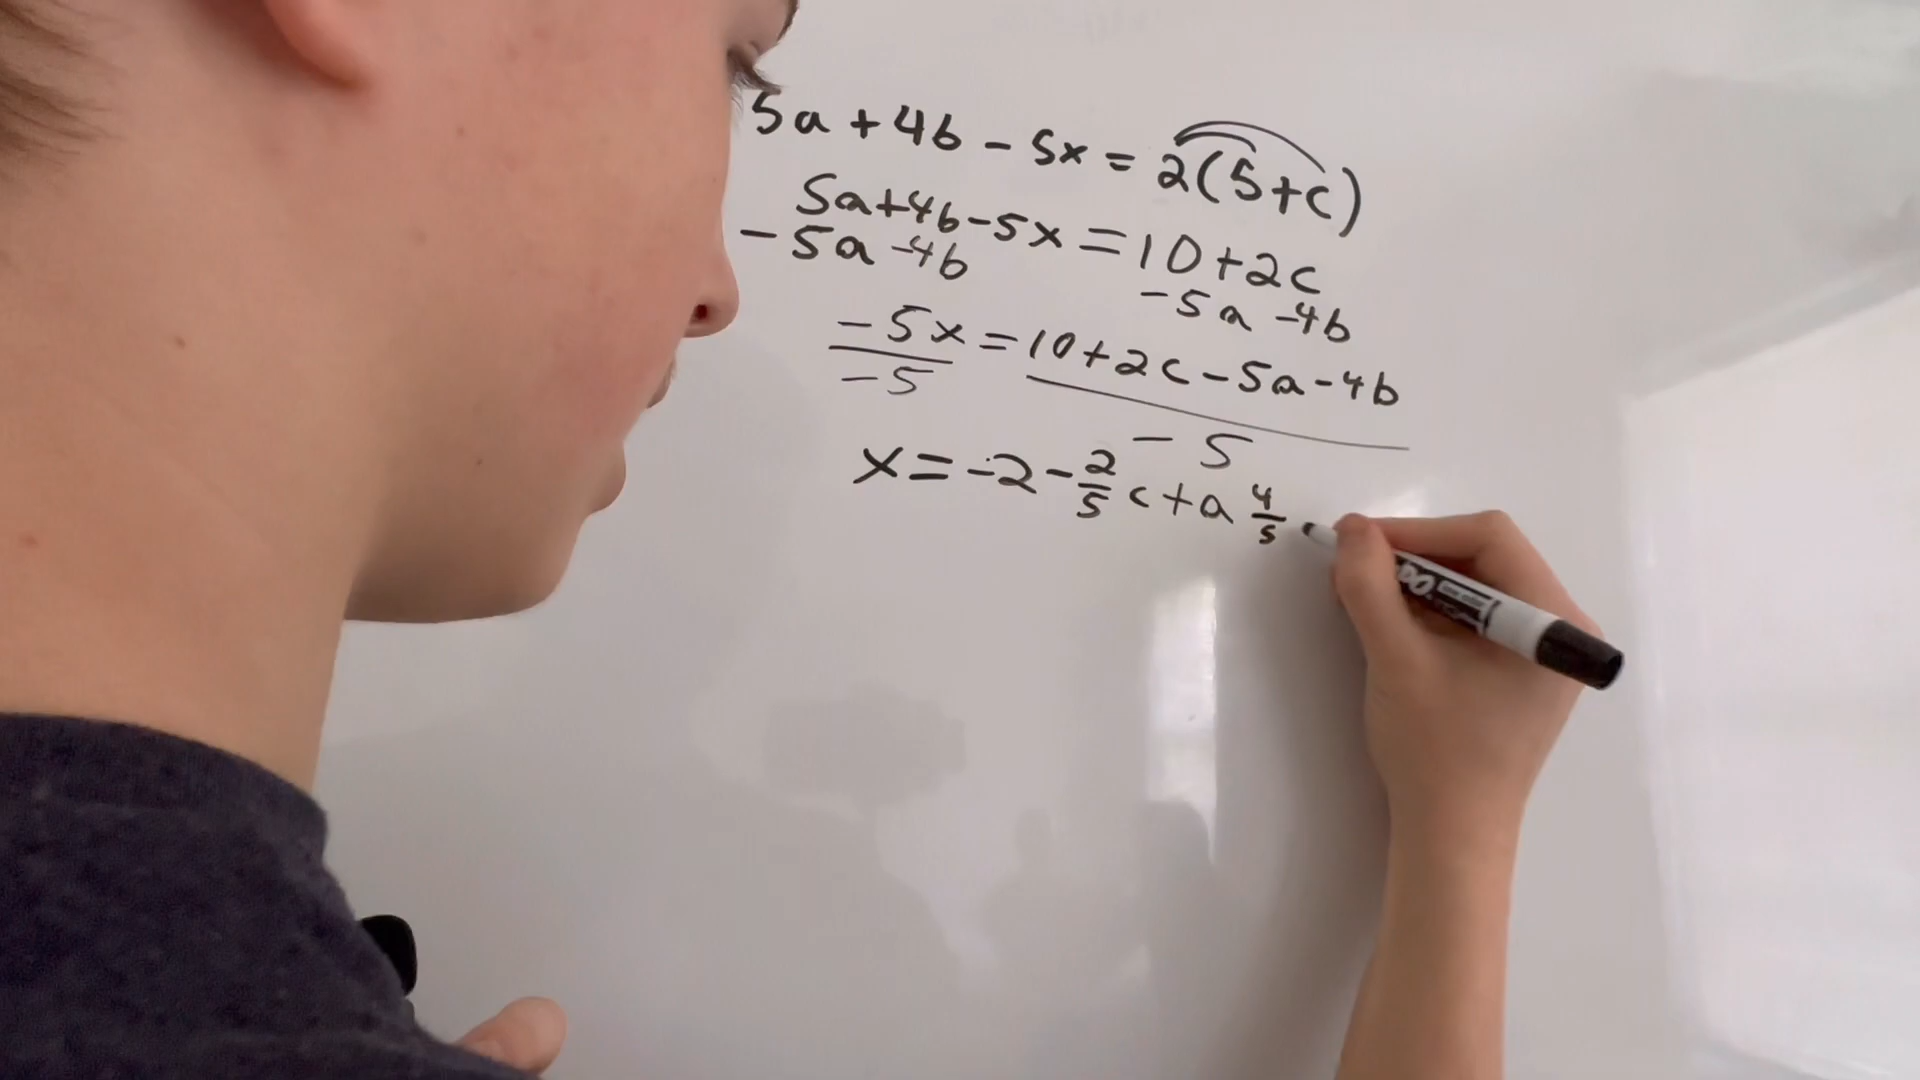 5a + 4b - 5x = 2(5+c)
5a+4b-5x = 10+2c
-5a -4b -5a -4b
-5x = 10+2c-5a-4b
-5 -5
x = -2 - 2/5 c + a 4/5